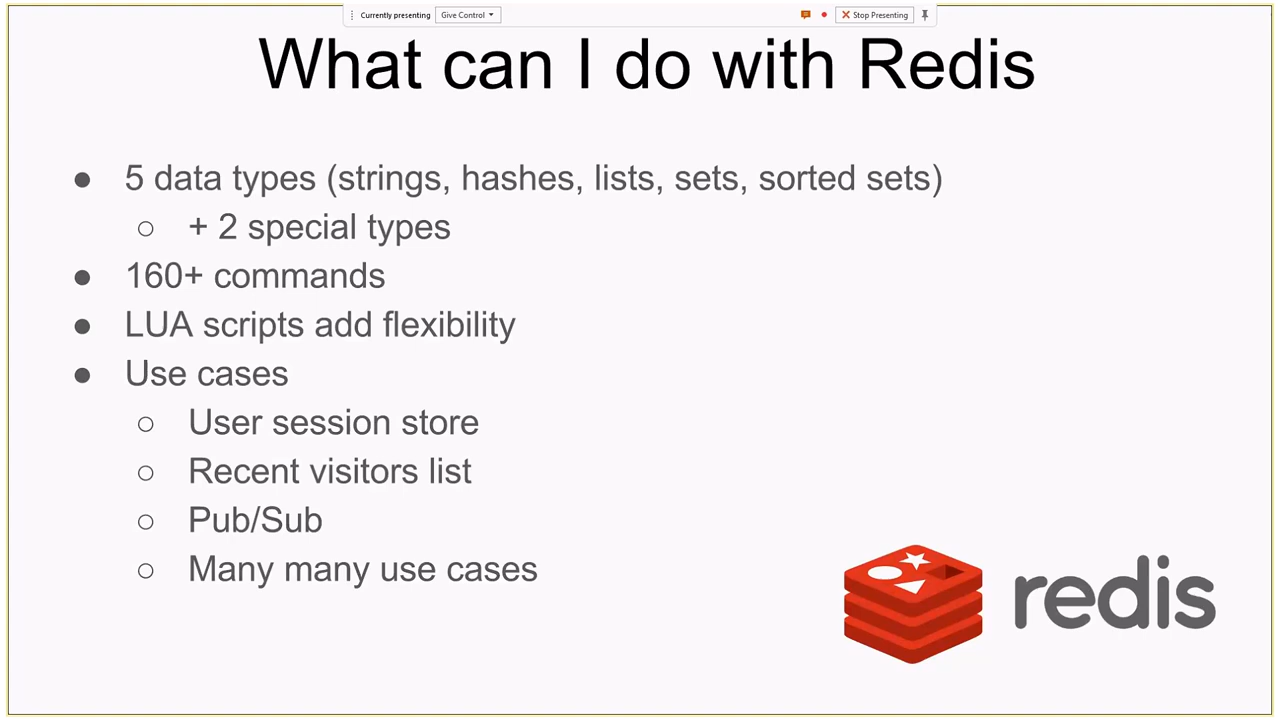 Currently presenting Give Control Stop Presenting
What can I do with Redis
● 5 data types (strings, hashes, lists, sets, sorted sets)
○ + 2 special types
● 160+ commands
● LUA scripts add flexibility
● Use cases
○ User session store
○ Recent visitors list
○ Pub/Sub
○ Many many use cases
redis